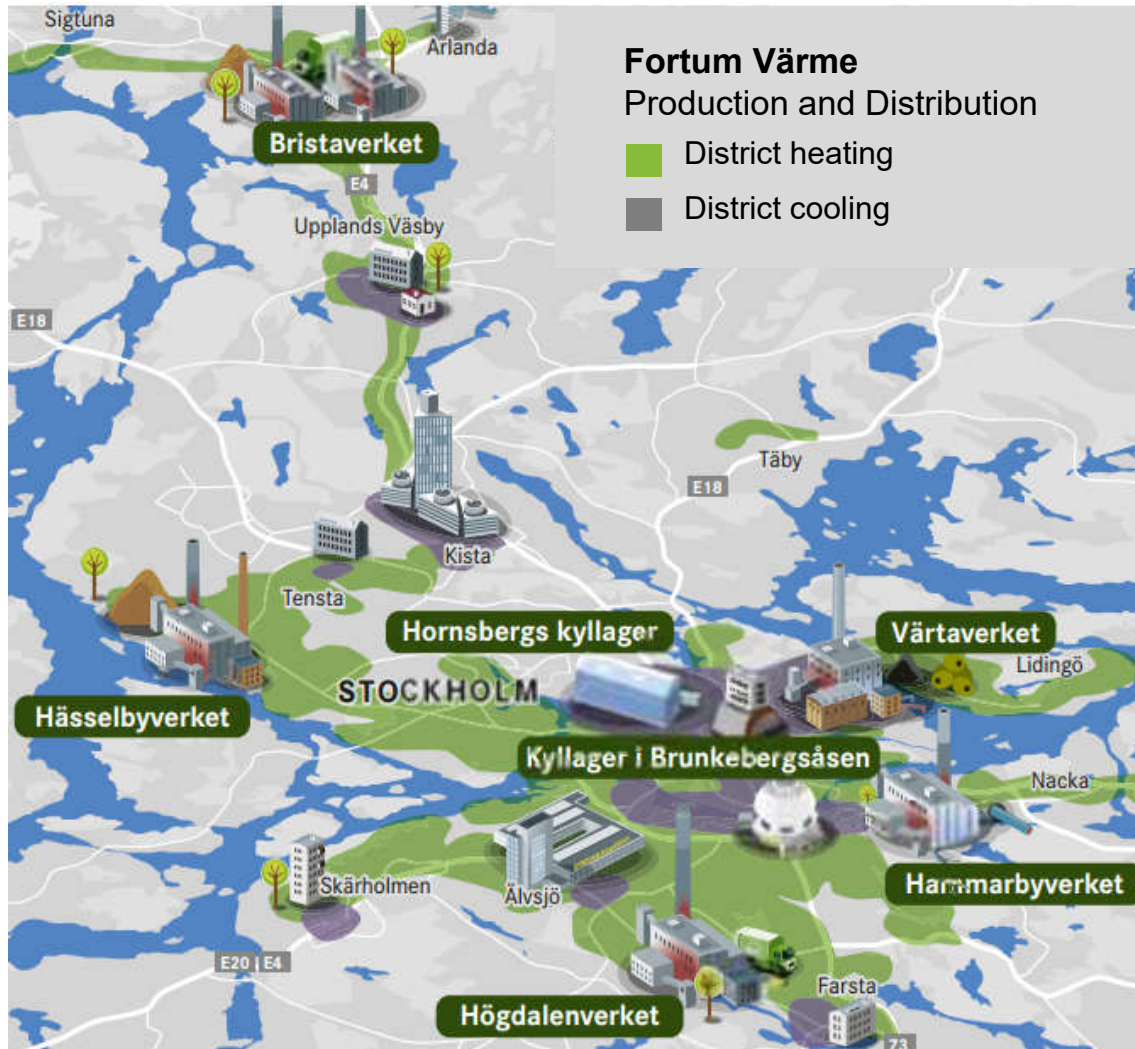 Sigtuna
Arlanda
Fortum Värme
Production and Distribution
District heating
District cooling
Bristaverket
E4
Upplands Väsby
E18
Täby
E18
Kista
Tensta
Hornsbergs kyllager
Värtaverket
Lidingö
STOCKHOLM
Hässelbyverket
Kyllager i Brunkebergsåsen
Nacka
Skärholmen
Älvsjö
Hammarbyverket
E20 | E4
Farsta
Högdalenverket
73